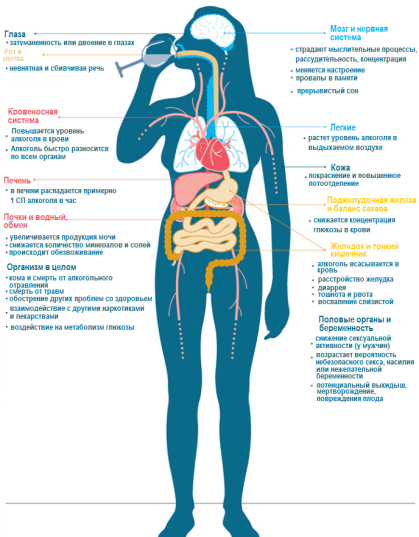 Глаза
• затуманенность или двоение в глазах
Рот и
глотка
• невнятая и сбивчивая речь
Кровеносная
система
• Повышается уровень
алкоголя в крови
• Алкоголь быстро разносится
по всем органам
Печень
• в печени распадается примерно
1 СП алкоголя в час
Почки и водный,
обмен
• увеличивается продукция мочи
• снижается количество минералов и солей
• происходит обезвоживание
Организм в целом
• кома и смерть от алкогольного
отравления
• смерть от травм
• обострение других проблем со здоровьем
• взаимодействие с другими наркотиками
и лекарствами
• воздействие на метаболизм глюкозы
Мозг и нервная
система
• страдают мыслительные процессы,
рассудительность, концентрация
• меняется настроение
• провалы в памяти
• прерылистый сон
Легкие
• растет уровень алкоголя в
выдыхаемом воздухе
Кожа
• покраснение и повышенное
потоотделение
Поджелудочная железа
и баланс сахара
• снижается концентрация
глюкозы в крови
Желудок и тонкий
кишечник
• алкоголь всасывается в
кровь
• расстройство желудка
• диаррея
• тошнота и рвота
• воспаление слизистой
Половые органы и
беременность
• снижение сексуальной
активности (у мужчин)
• возрастает вероятность
небезопасного секса, насилия
или нежелательной
беременности
• потенциальный выкидыш,
мертворождение,
повреждения плода